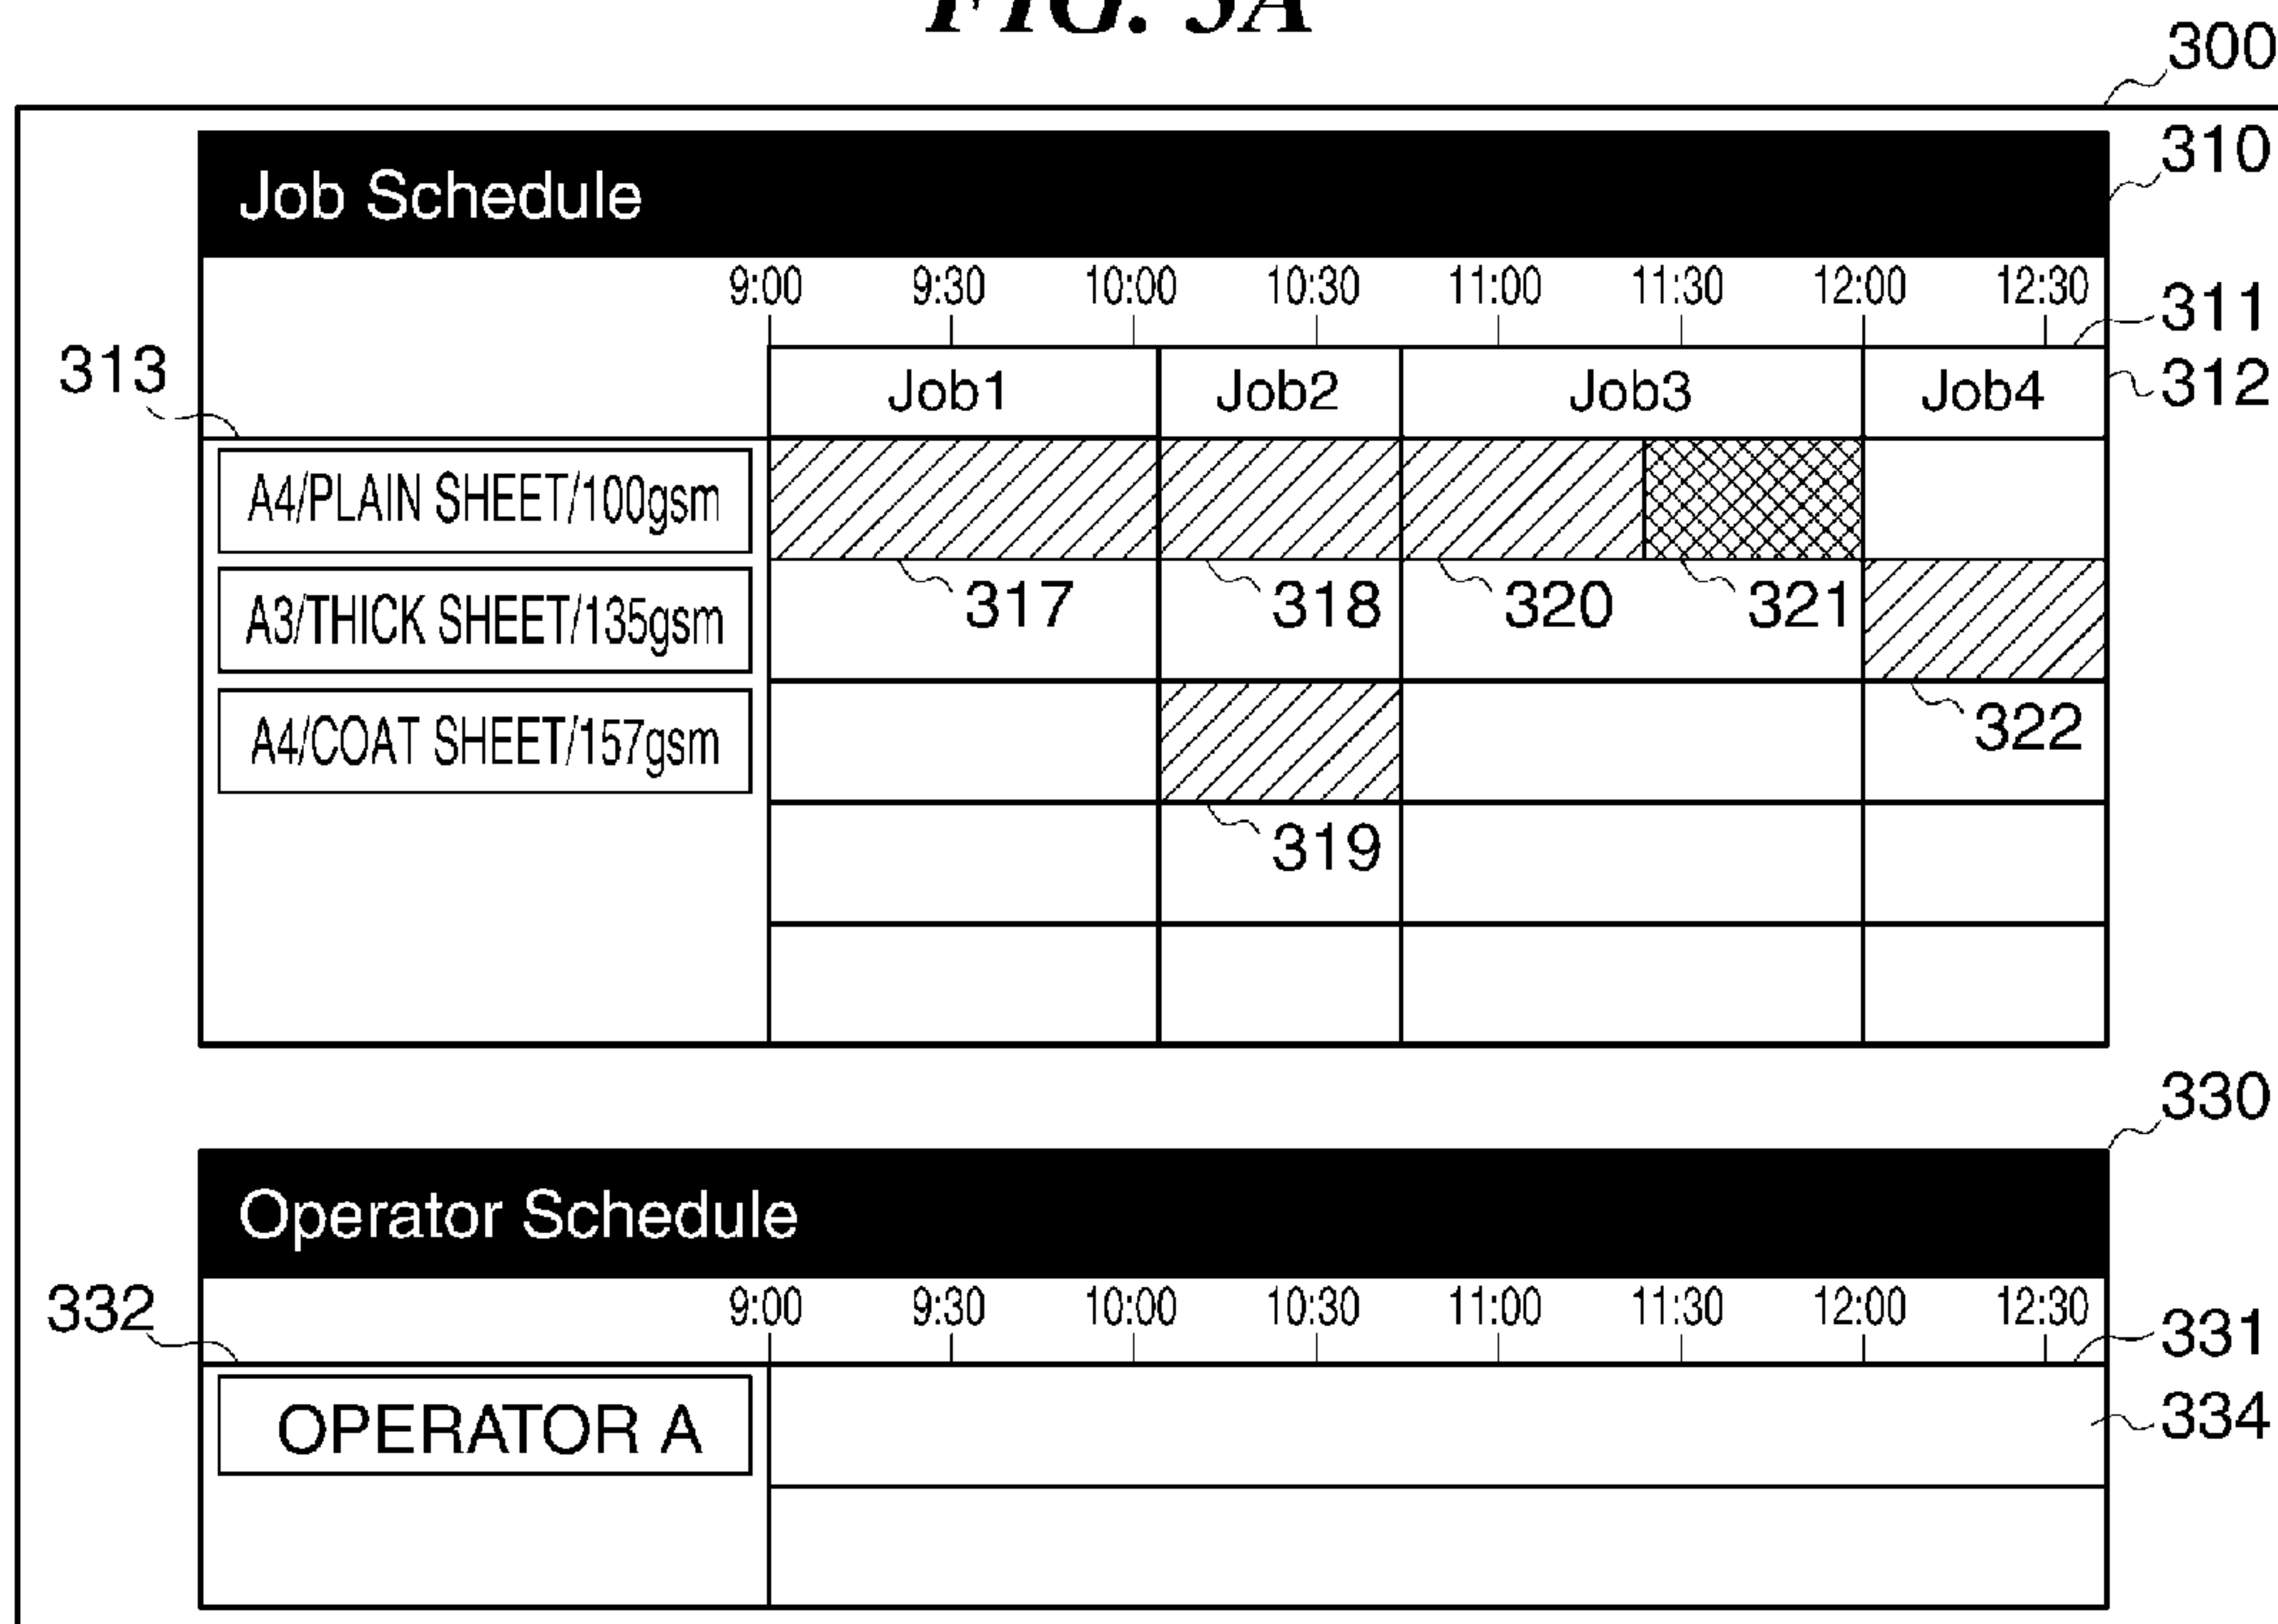 300
310
Job Schedule
9:00 9:30 10:00 10:30 11:00 11:30 12:00 12:30
311
313
Job1 Job2 Job3 Job4
312
A4/PLAIN SHEET/100gsm
317 318 320 321
A3/THICK SHEET/135gsm
322
A4/COAT SHEET/157gsm
319
330
Operator Schedule
332
9:00 9:30 10:00 10:30 11:00 11:30 12:00 12:30
331
OPERATOR A
334